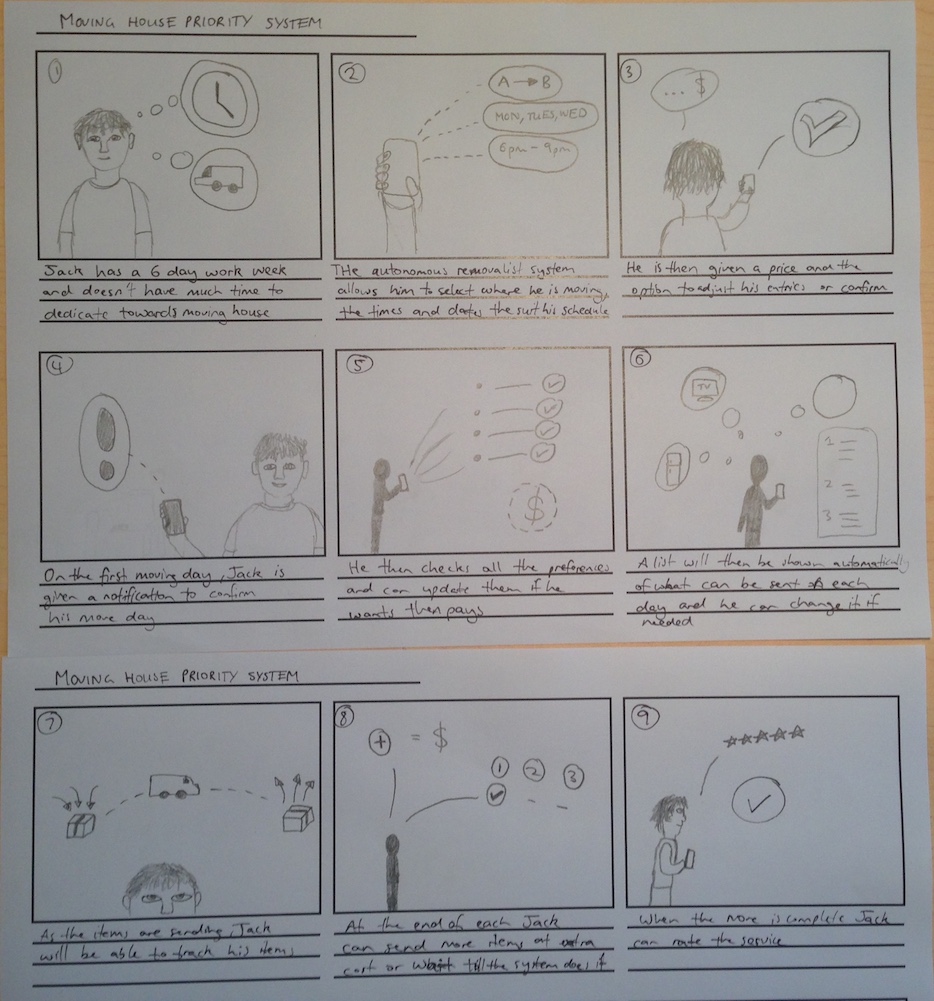 MOVING HOUSE PRIORITY SYSTEM
1
Jack has a 6 day work week
and doesn't have much time to
dedicate towards moving house
2
A → B
MON, TUES, WED
6pm - 9pm
THe autonomous removalist system
allows him to select where he is moving,
the times and dates the suit his schedule
3
... $
He is then given a price and the
option to adjust his entries or confirm
4
!
On the first moving day, Jack is
given a notification to confirm
his move day
5
$
He then checks all the preferences
and can update them if he
wants then pays
6
TV
1
2
3
A list will then be shown automatically
of what can be sent each
day and he can change it if
needed
MOVING HOUSE PRIORITY SYSTEM
7
As the items are sending, Jack
will be able to track his items
8
+ = $
1 2 3
At the end of each Jack
can send more items at extra
cost or till the system does it
9
When the move is complete Jack
can rate the service